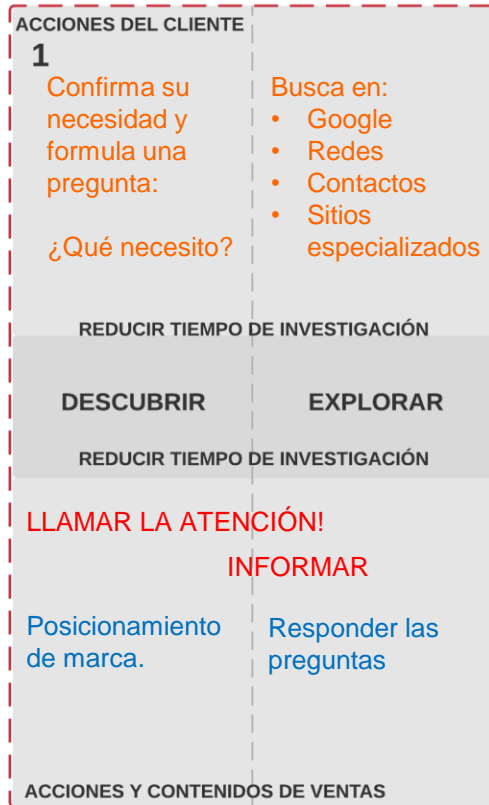 ACCIONES DEL CLIENTE
1
Confirma su
necesidad y
formula una
pregunta:
¿Qué necesito?
Busca en:
• Google
• Redes
• Contactos
• Sitios
especializados
REDUCIR TIEMPO DE INVESTIGACIÓN
DESCUBRIR
EXPLORAR
REDUCIR TIEMPO DE INVESTIGACIÓN
LLAMAR LA ATENCIÓN!
INFORMAR
Posicionamiento
de marca.
Responder las
preguntas
ACCIONES Y CONTENIDOS DE VENTAS